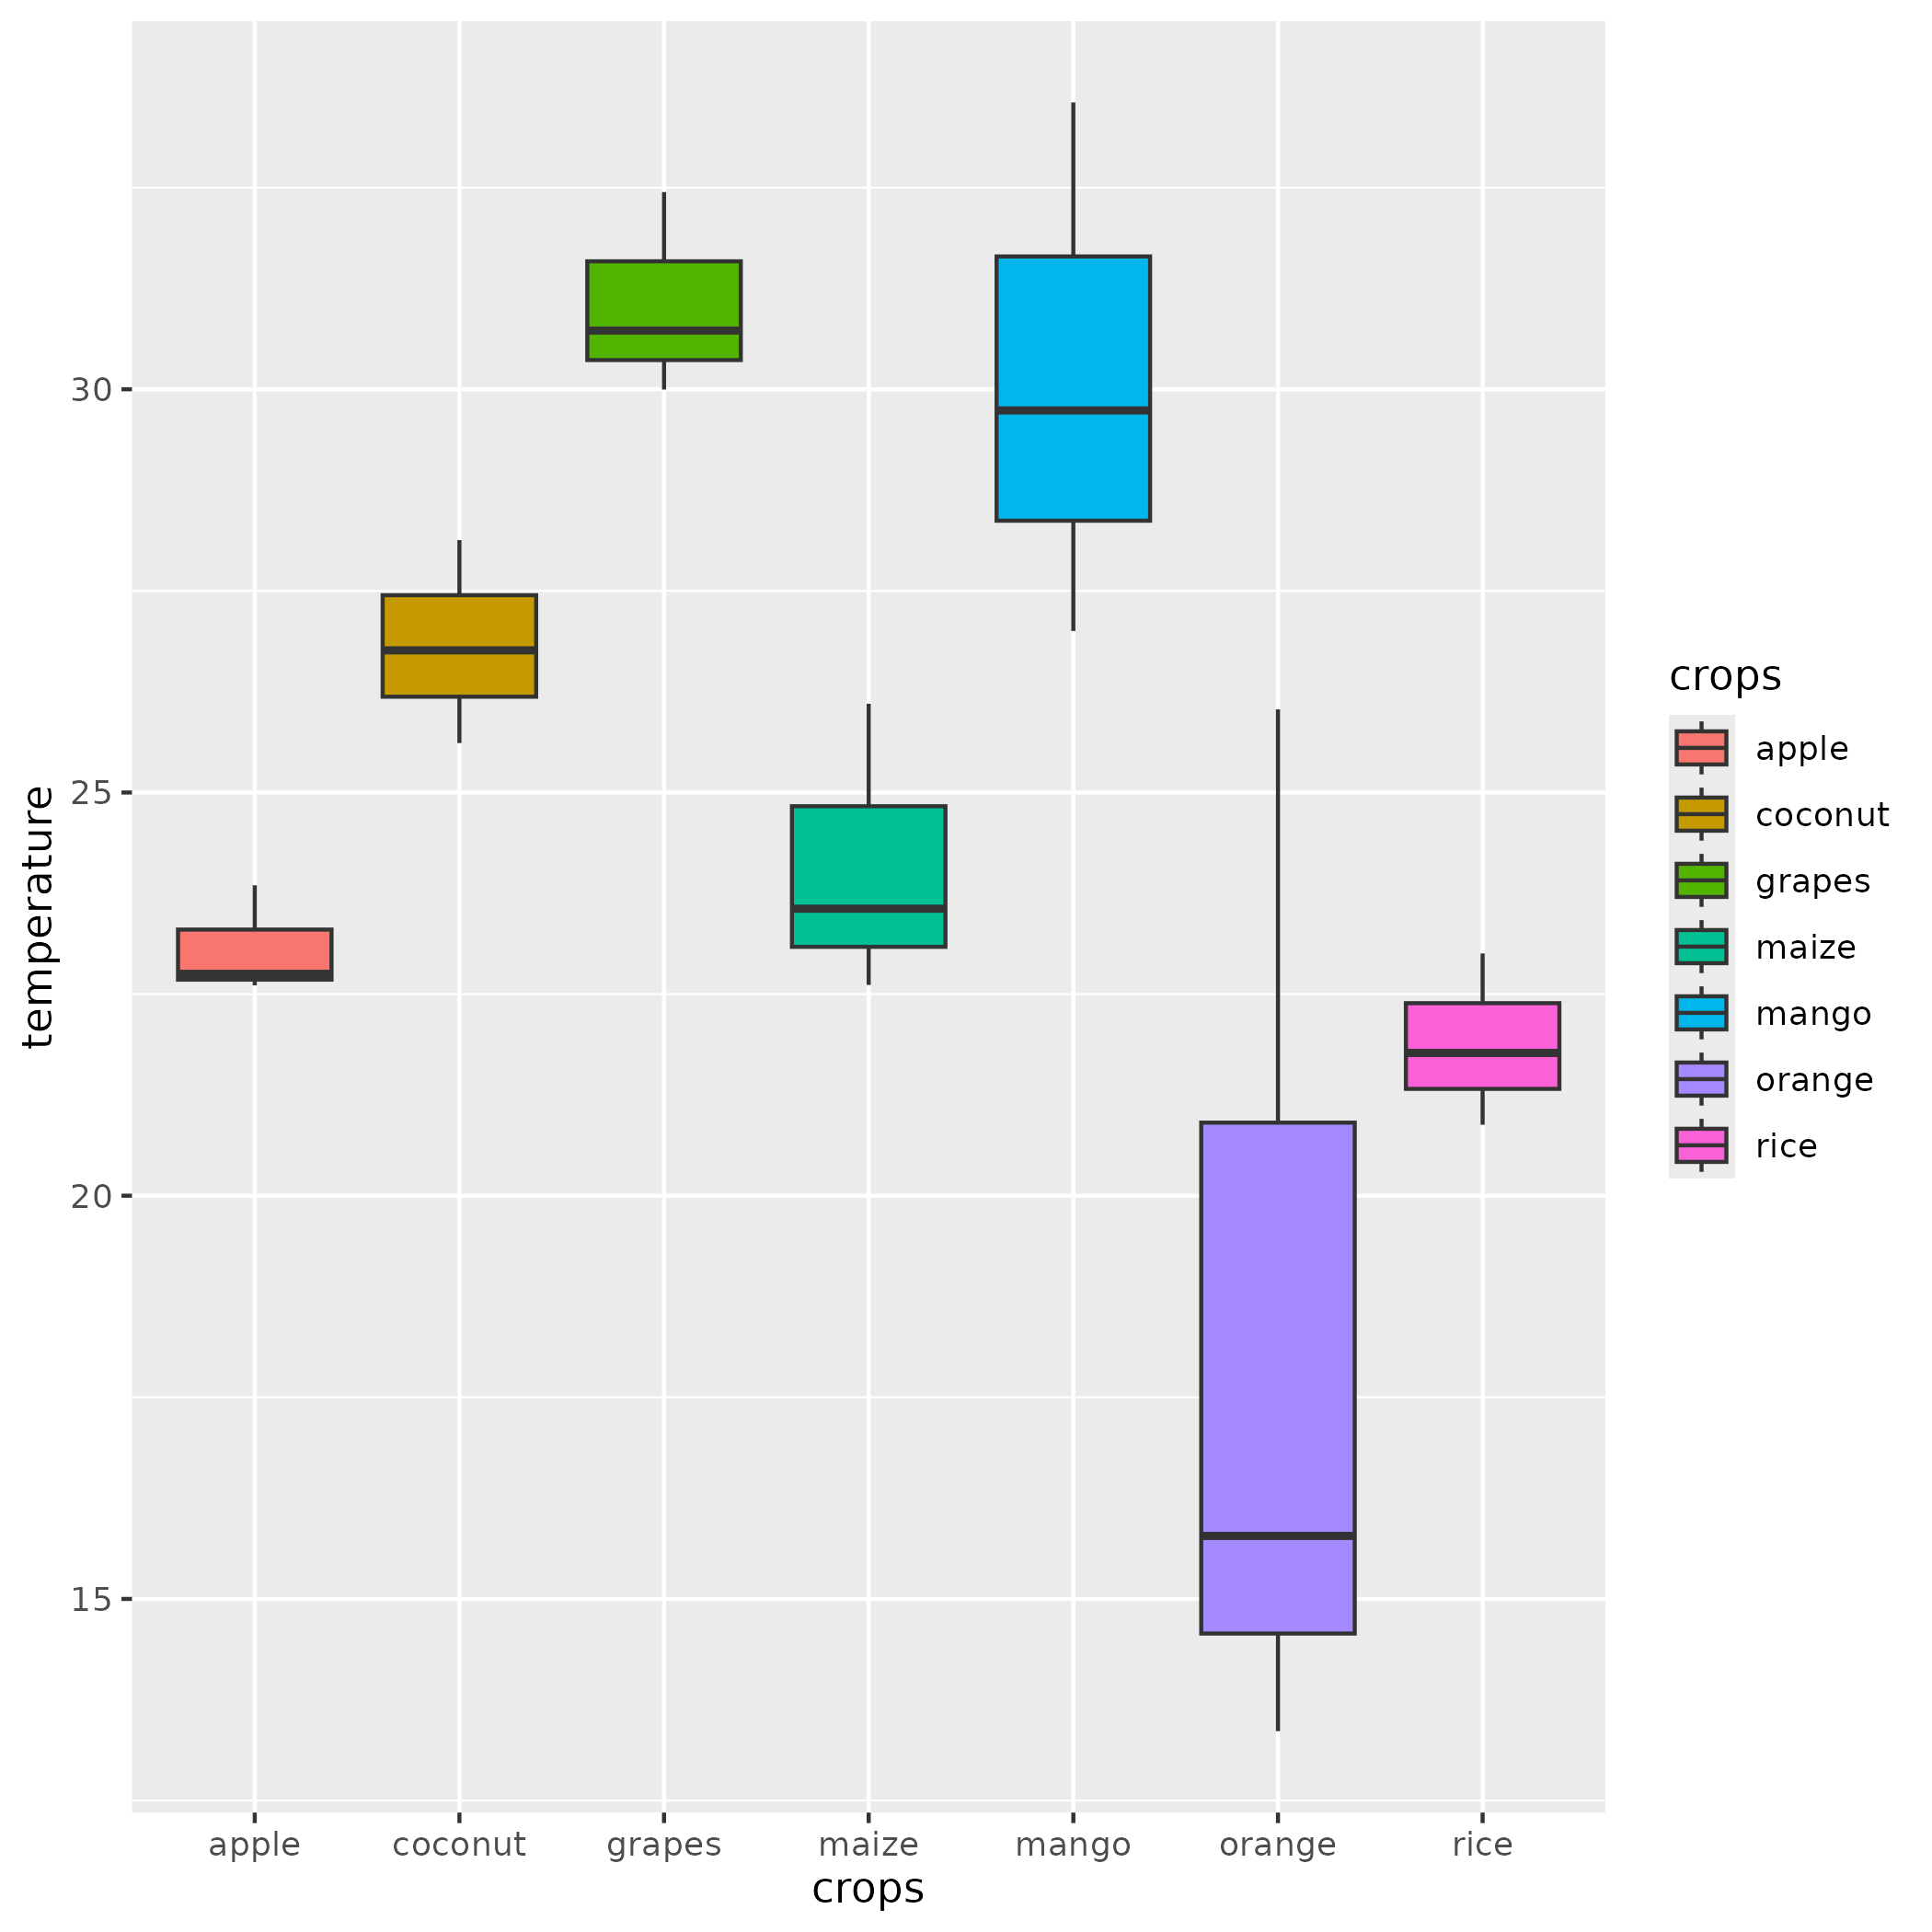 temperature
30
25
20
15
apple coconut grapes maize mango orange rice
crops
crops
apple
coconut
grapes
maize
mango
orange
rice